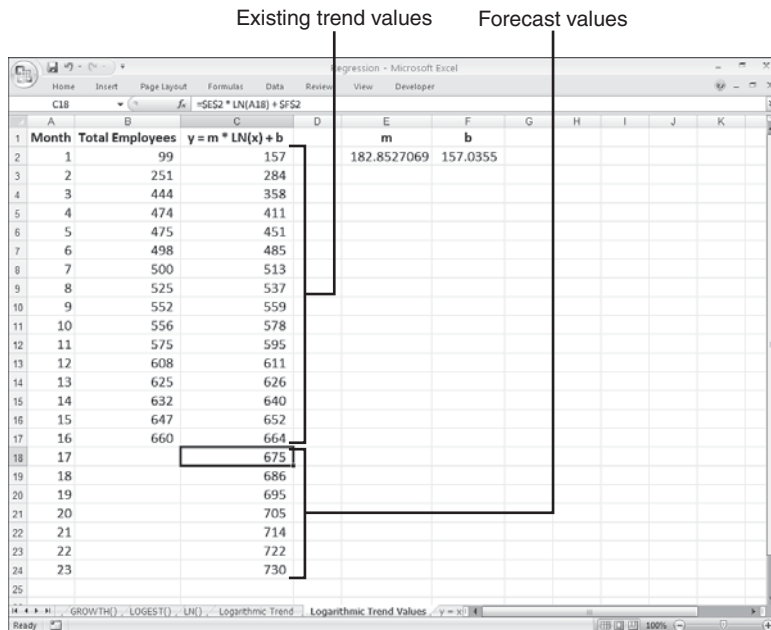 Existing trend values Forecast values
Regression - Microsoft Excel
Home Insert Page Layout Formulas Data Review View Developer
C18 fx =$E$2 * LN(A18) + $F$2
A B C D E F G H I J K
1 Month Total Employees y = m * LN(x) + b m b
2 1 99 157 182.8527069 157.0355
3 2 251 284
4 3 444 358
5 4 474 411
6 5 475 451
7 6 498 485
8 7 500 513
9 8 525 537
10 9 552 559
11 10 556 578
12 11 575 595
13 12 608 611
14 13 625 626
15 14 632 640
16 15 647 652
17 16 660 664
18 17 675
19 18 686
20 19 695
21 20 705
22 21 714
23 22 722
24 23 730
25
GROWTH() LOGEST() LN() Logarithmic Trend Logarithmic Trend Values y = x
Ready 100%